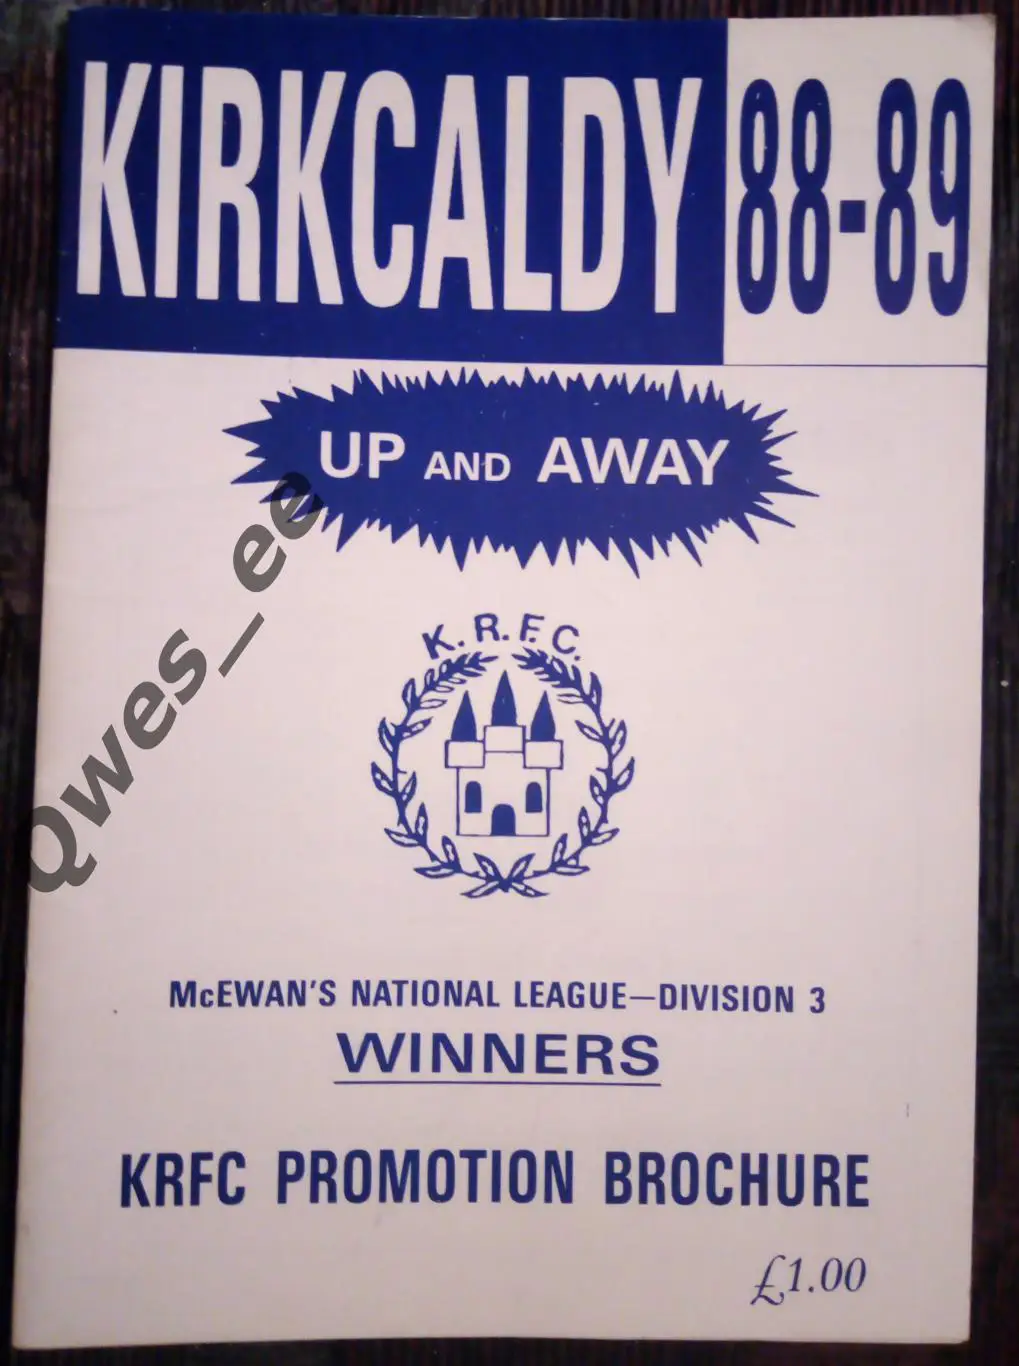 KIRKCALDY 88-89
UP AND AWAY
K.R.F.C.
McEWAN'S NATIONAL LEAGUE—DIVISION 3
WINNERS
KRFC PROMOTION BROCHURE
£1.00
Qwes_ee